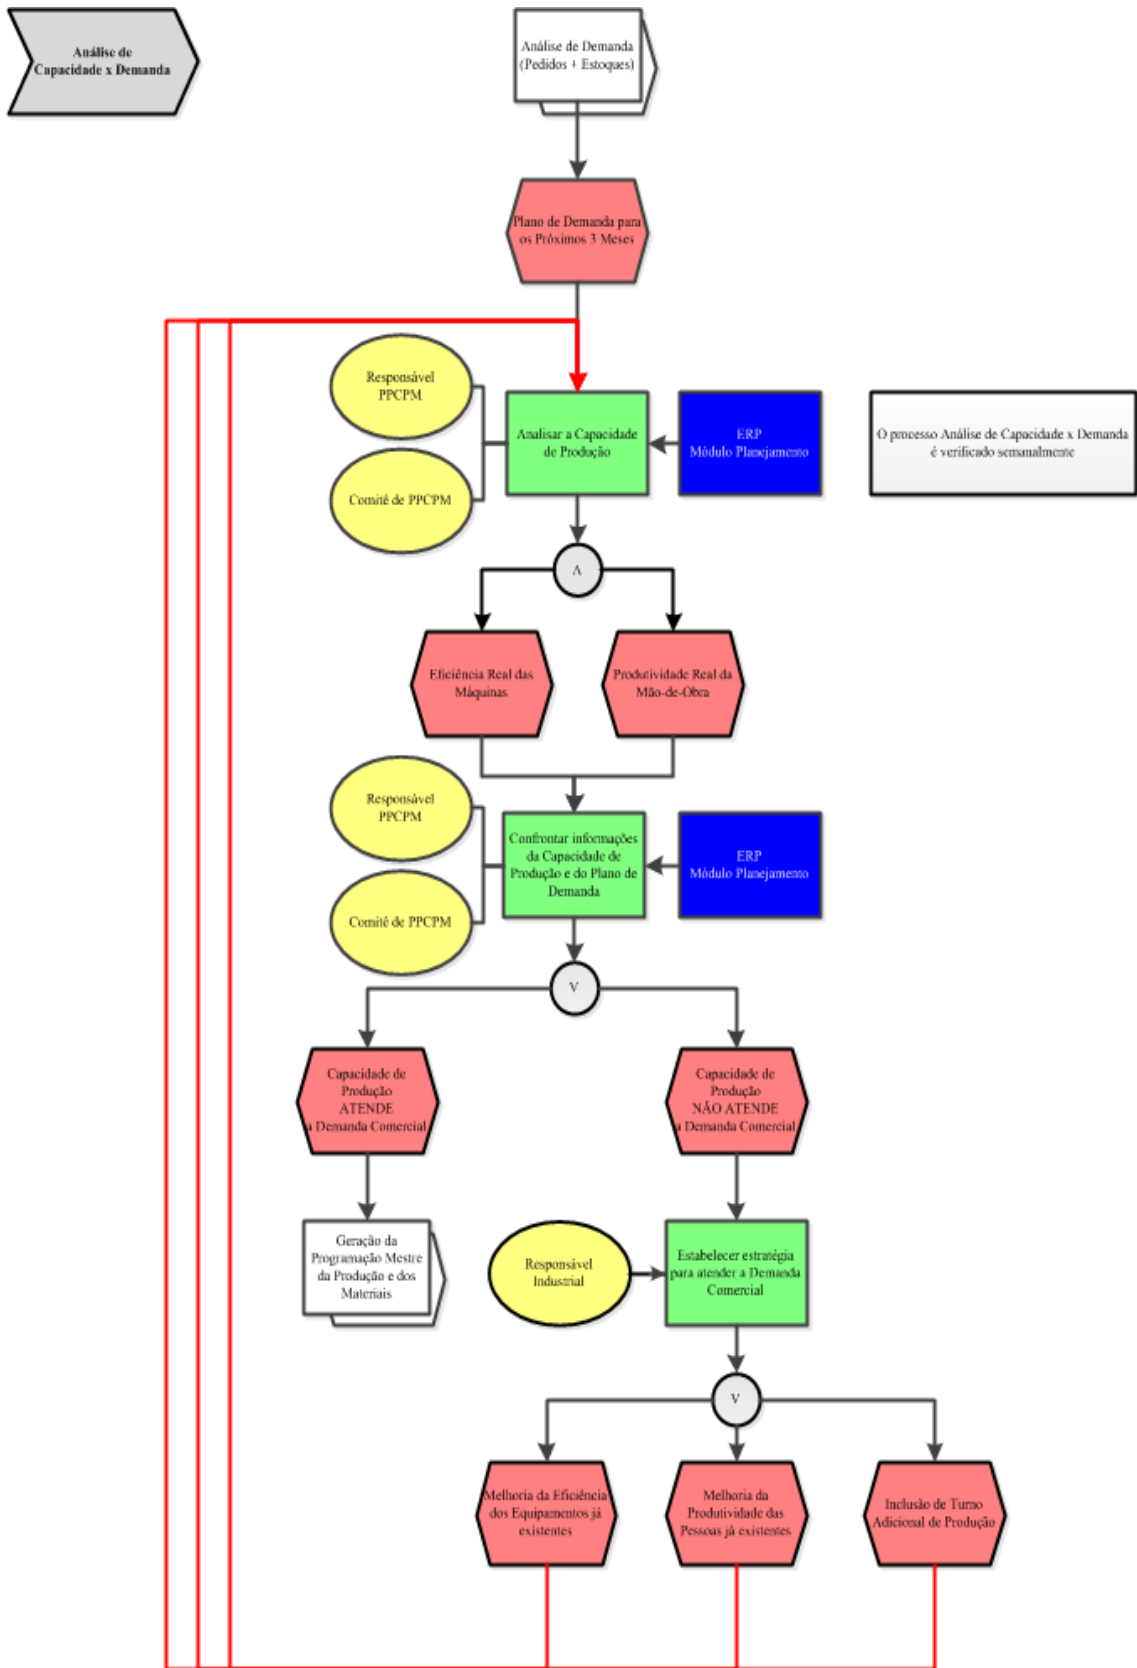 Análise de
Capacidade x Demanda
Análise de Demanda
(Pedidos + Estoques)
Plano de Demanda para
os Próximos 3 Meses
Responsável
PPCPM
Comitê de PPCPM
Analisar a Capacidade
de Produção
ERP
Módulo Planejamento
O processo Análise de Capacidade x Demanda
é verificado semanalmente
Λ
Eficiência Real das
Máquinas
Produtividade Real da
Mão-de-Obra
Responsável
PPCPM
Comitê de PPCPM
Confrontar informações
da Capacidade de
Produção e do Plano de
Demanda
ERP
Módulo Planejamento
V
Capacidade de
Produção
ATENDE
a Demanda Comercial
Capacidade de
Produção
NÃO ATENDE
a Demanda Comercial
Geração da
Programação Mestre
da Produção e dos
Materiais
Responsável
Industrial
Estabelecer estratégia
para atender a Demanda
Comercial
V
Melhoria da Eficiência
dos Equipamentos já
existentes
Melhoria da
Produtividade das
Pessoas já existentes
Inclusão de Turno
Adicional de Produção